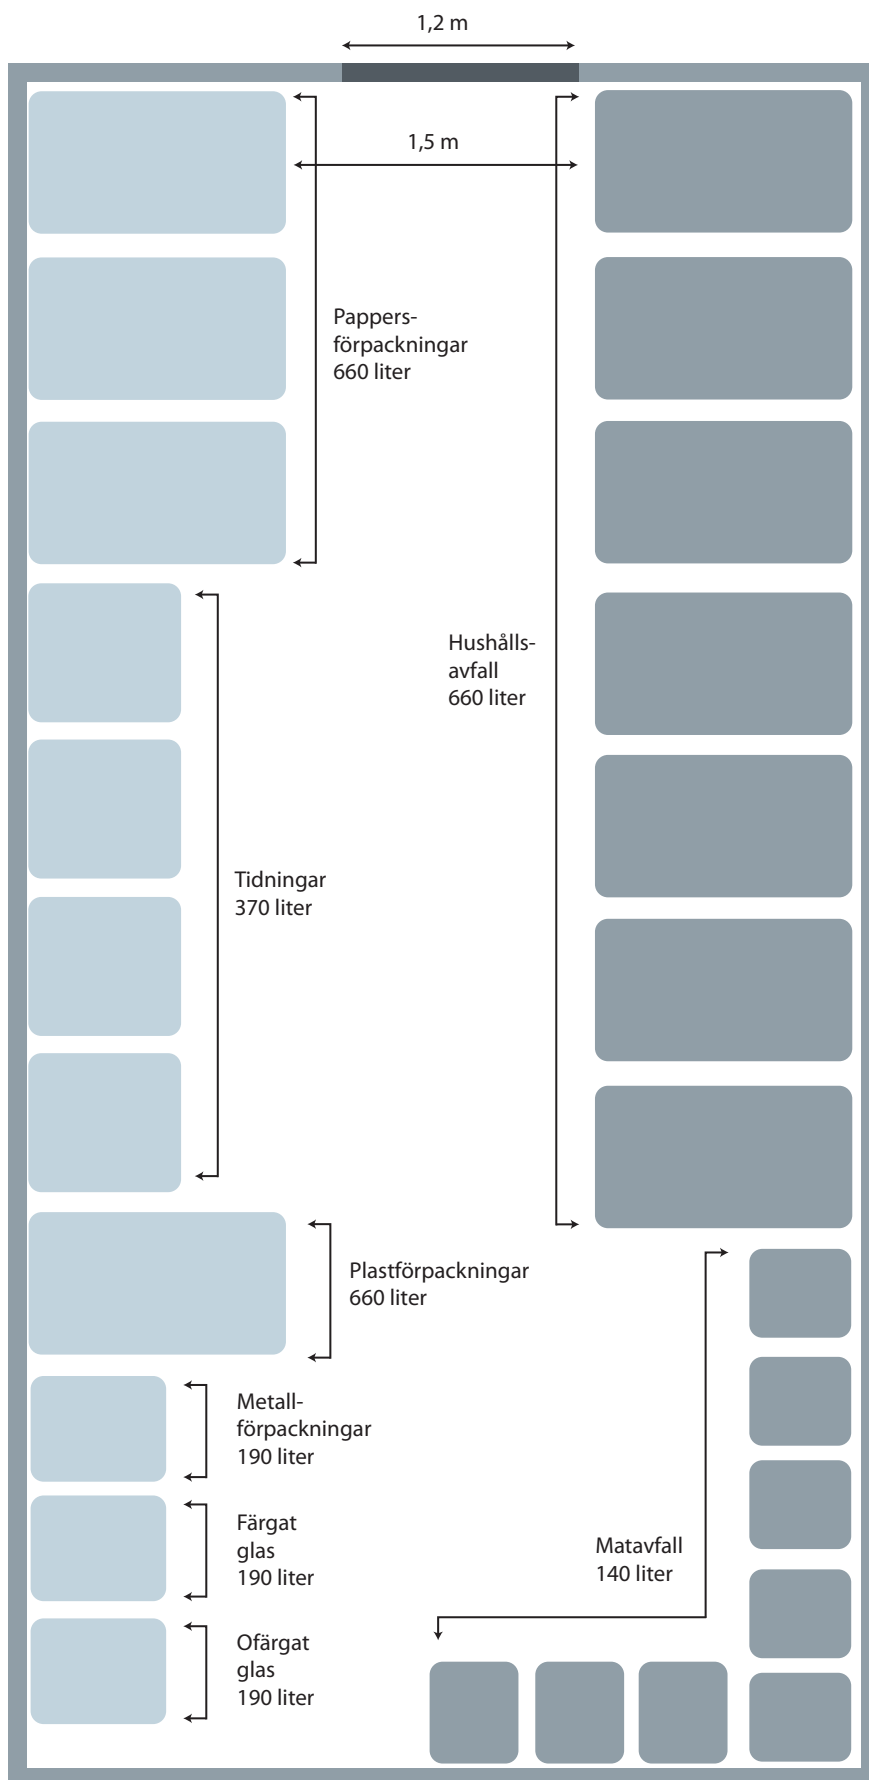 1,2 m
1,5 m
Pappers-
förpackningar
660 liter
Hushålls-
avfall
660 liter
Tidningar
370 liter
Plastförpackningar
660 liter
Metall-
förpackningar
190 liter
Färgat
glas
190 liter
Matavfall
140 liter
Ofärgat
glas
190 liter